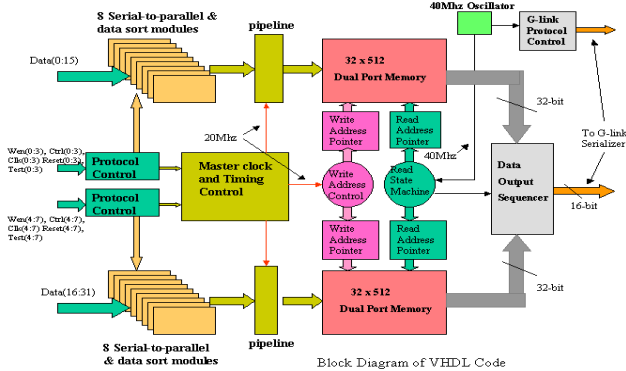 8 Serial-to-parallel &
data sort modules
pipeline
40Mhz Oscillator
G-link
Protocol
Control
Data(0:15)
32 x 512
Dual Port Memory
32-bit
To G-link
Serializer
20Mhz
Write
Address
Pointer
Read
Address
Pointer
40Mhz
Wen(0:3), Ctrl(0:3),
Clk(0:3) Reset(0:3),
Test(0:3)
Protocol
Control
Master clock
and Timing
Control
Write
Address
Control
Read
State
Machine
Data
Output
Sequencer
16-bit
Protocol
Control
Wen(4:7), Ctrl(4:7),
Clk(4:7) Reset(4:7),
Test(4:7)
Write
Address
Pointer
Read
Address
Pointer
Data(16:31)
32 x 512
Dual Port Memory
32-bit
pipeline
8 Serial-to-parallel
& data sort modules
Block Diagram of VHDL Code